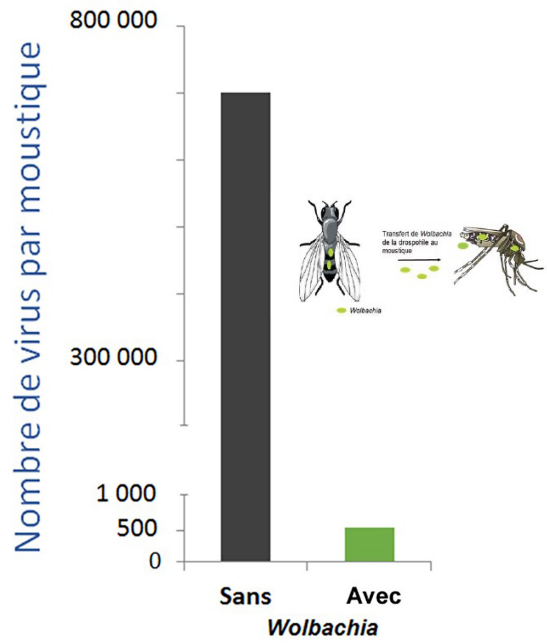 Nombre de virus par moustique
800 000
300 000
1 000
500
0
Transfert de Wolbachia
de la drosophile au
moustique
Wolbachia
Sans
Avec
Wolbachia